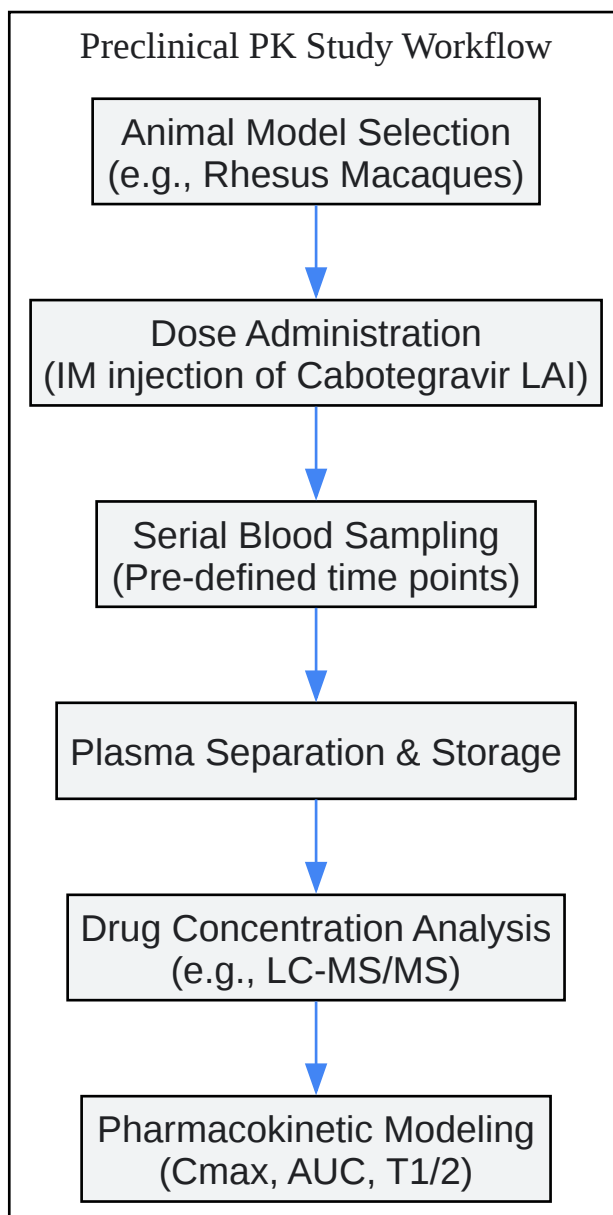 Preclinical PK Study Workflow
Animal Model Selection
(e.g., Rhesus Macaques)
Dose Administration
(IM injection of Cabotegravir LAI)
Serial Blood Sampling
(Pre-defined time points)
Plasma Separation & Storage
Drug Concentration Analysis
(e.g., LC-MS/MS)
Pharmacokinetic Modeling
(Cmax, AUC, T1/2)